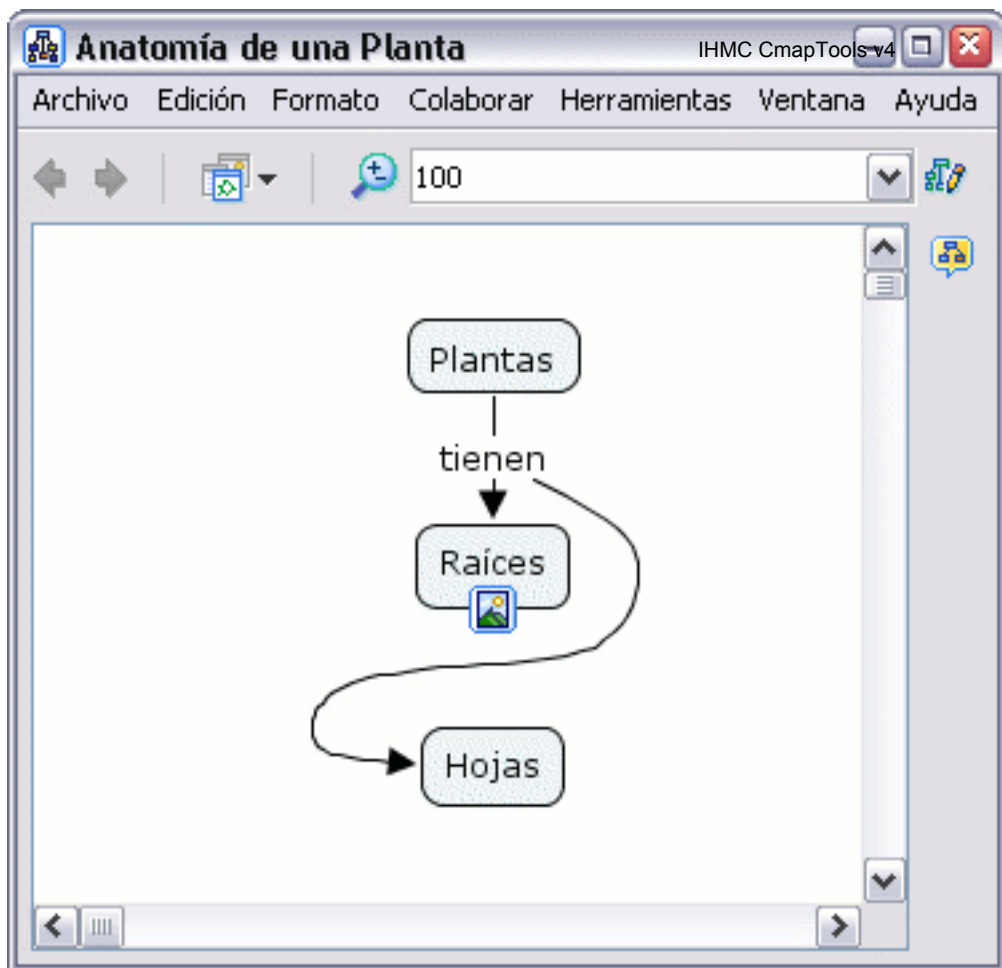 Anatomía de una Planta IHMC CmapTools v4
Archivo Edición Formato Colaborar Herramientas Ventana Ayuda
100
Plantas
tienen
Raíces
Hojas